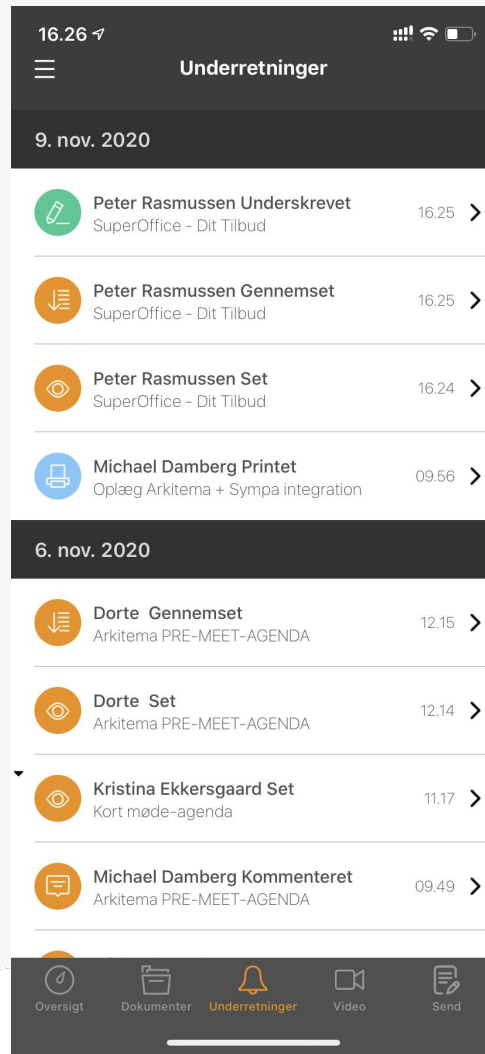 16.26
Underretninger
9. nov. 2020
Peter Rasmussen Underskrevet
SuperOffice - Dit Tilbud
16.25
Peter Rasmussen Gennemset
SuperOffice - Dit Tilbud
16.25
Peter Rasmussen Set
SuperOffice - Dit Tilbud
16.24
Michael Damberg Printet
Oplæg Arkitema + Sympa integration
09.56
6. nov. 2020
Dorte Gennemset
Arkitema PRE-MEET-AGENDA
12.15
Dorte Set
Arkitema PRE-MEET-AGENDA
12.14
Kristina Ekkersgaard Set
Kort møde-agenda
11.17
Michael Damberg Kommenteret
Arkitema PRE-MEET-AGENDA
09.49
Oversigt
Dokumenter
Underretninger
Video
Send